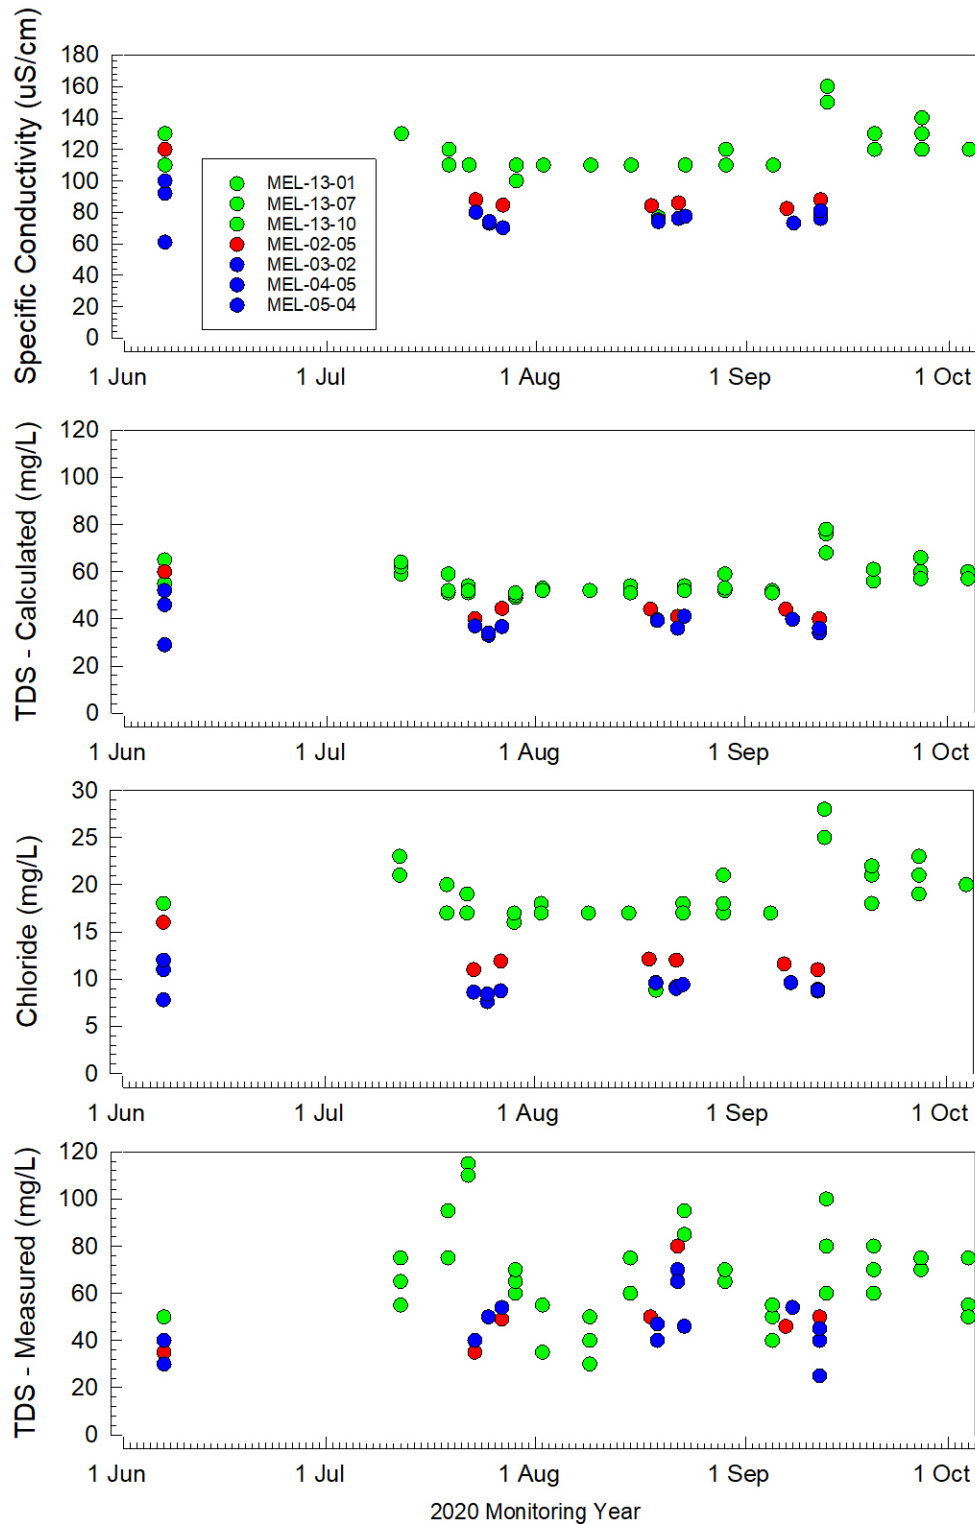 Specific Conductivity (uS/cm)
180
160
140
120
100
80
60
40
20
0
MEL-13-01
MEL-13-07
MEL-13-10
MEL-02-05
MEL-03-02
MEL-04-05
MEL-05-04
1 Jun
1 Jul
1 Aug
1 Sep
1 Oct
TDS - Calculated (mg/L)
120
100
80
60
40
20
0
1 Jun
1 Jul
1 Aug
1 Sep
1 Oct
Chloride (mg/L)
30
25
20
15
10
5
0
1 Jun
1 Jul
1 Aug
1 Sep
1 Oct
TDS - Measured (mg/L)
120
100
80
60
40
20
0
1 Jun
1 Jul
1 Aug
1 Sep
1 Oct
2020 Monitoring Year